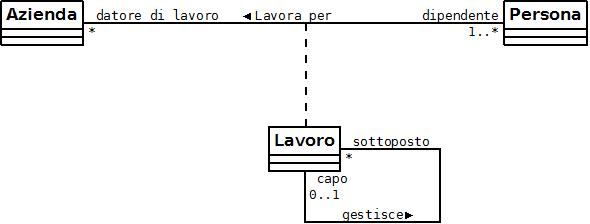 Azienda datore di lavoro ◄ Lavora per dipendente Persona
* 1..*
Lavoro sottoposto
*
capo
0..1
gestisce►